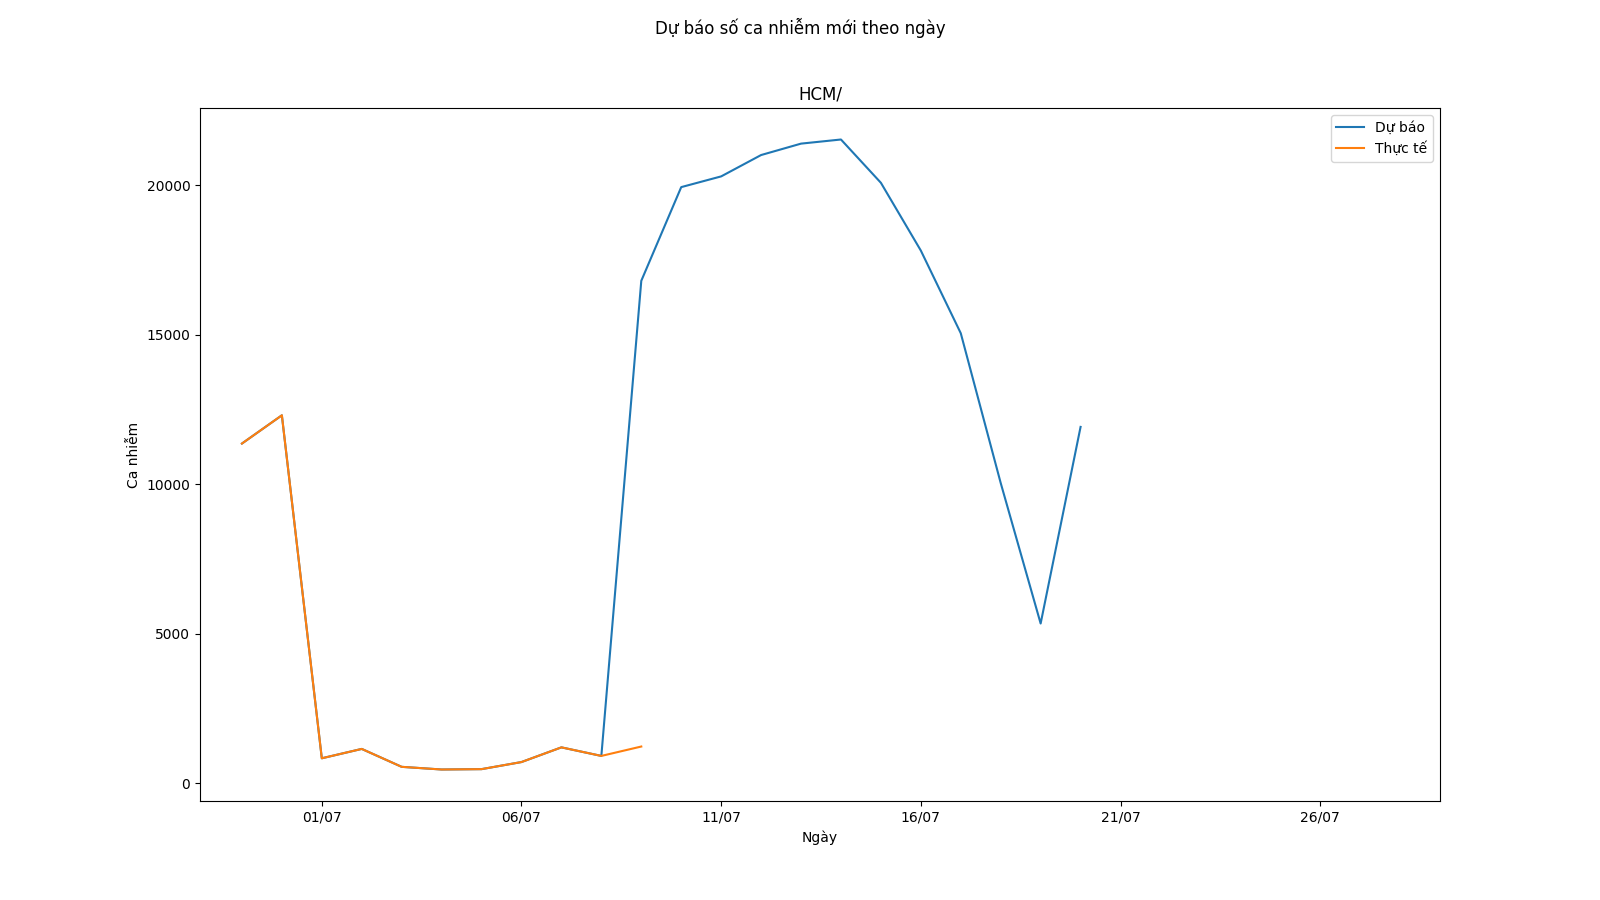 Dự báo số ca nhiễm mới theo ngày
HCM/
Dự báo
Thực tế
20000
15000
10000
5000
0
Ca nhiễm
01/07
06/07
11/07
16/07
21/07
26/07
Ngày